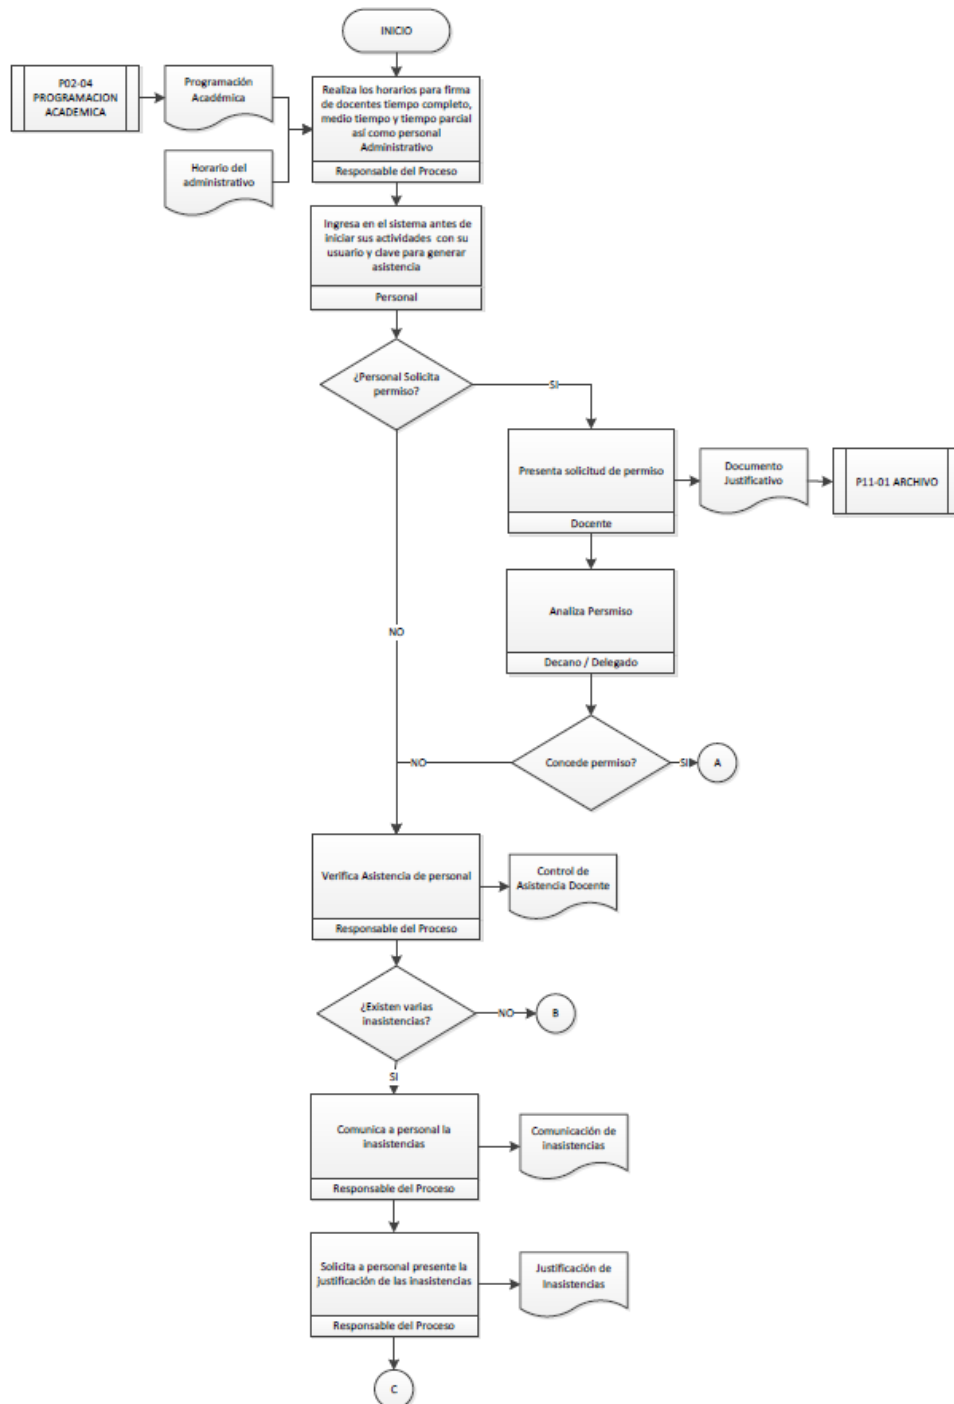 INICIO
P02-04
PROGRAMACION
ACADEMICA
Programación
Académica
Realiza los horarios para firma
de docentes tiempo completo,
medio tiempo y tiempo parcial
así como personal
Administrativo
Responsable del Proceso
Horario del
administrativo
Ingresa en el sistema antes de
iniciar sus actividades con su
usuario y clave para generar
asistencia
Personal
¿Personal Solicita
permiso?
SI
Presenta solicitud de permiso
Docente
Documento
Justificativo
P11-01 ARCHIVO
Analiza Persmiso
Decano / Delegado
NO
Concede permiso?
NO
SI
A
Verifica Asistencia de personal
Responsable del Proceso
Control de
Asistencia Docente
¿Existen varias
inasistencias?
NO
B
SI
Comunica a personal la
inasistencias
Responsable del Proceso
Comunicación de
inasistencias
Solicita a personal presente la
justificación de las inasistencias
Responsable del Proceso
Justificación de
Inasistencias
C